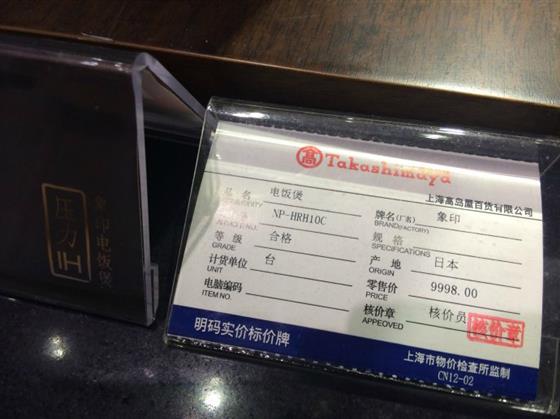 象印电饭煲
压力IH
高 Takashimaya
上海高岛屋百货有限公司
品名 电饭煲 牌名(厂名) 象印
COMMODITY BRAND(FACTORY)
NP-HRH10C 规格
SPECIFICATIONS
等级 合格 产地 日本
GRADE ORIGIN
计货单位 台 零售价 9998.00
UNIT PRICE
电脑编码 核价章 核价员 核价章
ITEM NO. APPEOVED
明码实价标价牌
上海市物价检查所监制
CN12-02